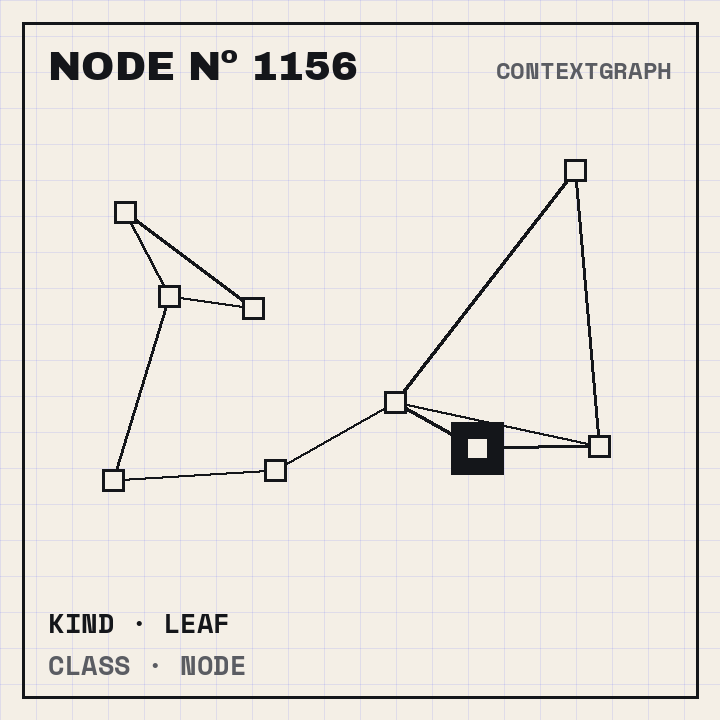 NODE Nº 1156
CONTEXTGRAPH
KIND · LEAF
CLASS · NODE